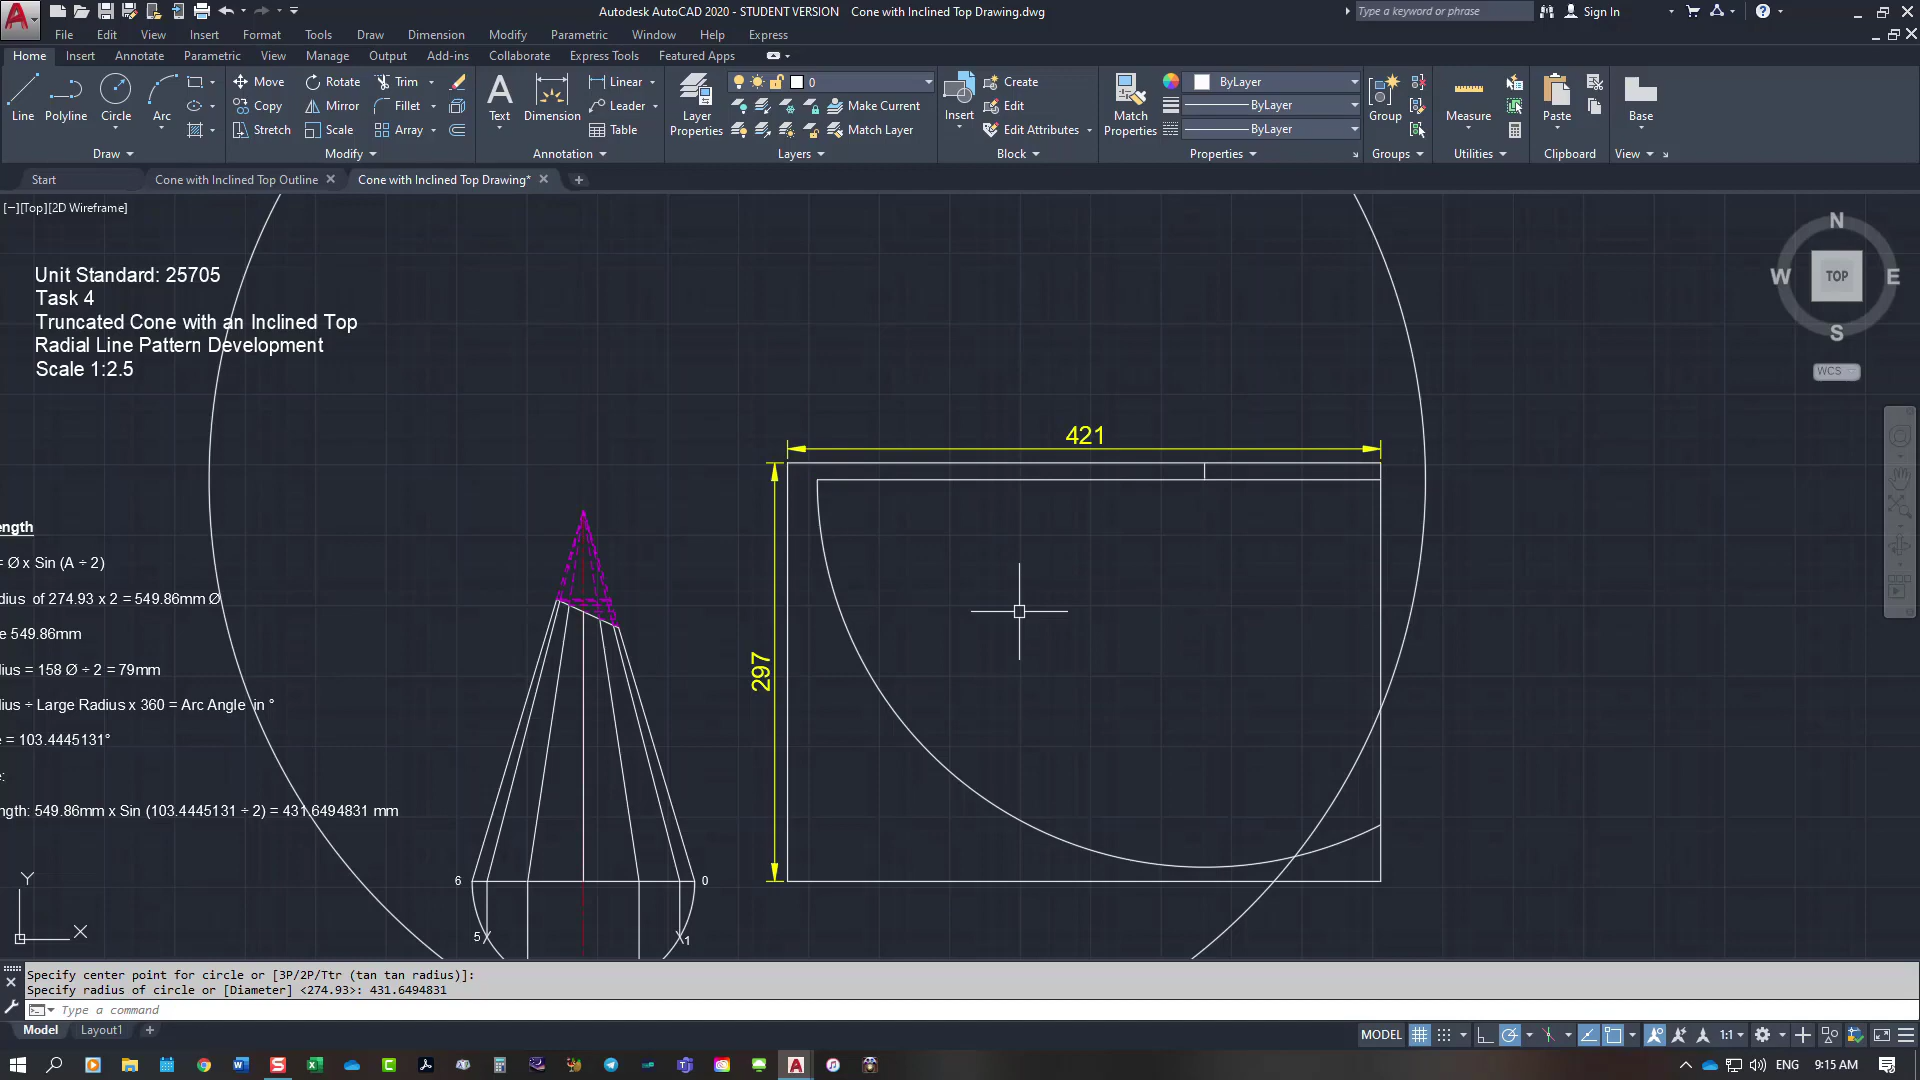 Autodesk AutoCAD 2020 - STUDENT VERSION Cone with Inclined Top Drawing.dwg
Type a keyword or phrase
Sign In
File Edit View Insert Format Tools Draw Dimension Modify Parametric Window Help Express
Home Insert Annotate Parametric View Manage Output Add-ins Collaborate Express Tools Featured Apps
Line Polyline Circle Arc
Move Rotate Trim
Copy Mirror Fillet
Stretch Scale Array
Text Dimension
Linear
Leader
Table
Layer Properties
0
Make Current
Match Layer
Insert
Create
Edit
Edit Attributes
Match Properties
ByLayer
ByLayer
ByLayer
Group
Measure
Paste
Base
Draw Modify Annotation Layers Block Properties Groups Utilities Clipboard View
Start Cone with Inclined Top Outline Cone with Inclined Top Drawing* 
[−][Top][2D Wireframe]
N
W TOP E
S
WCS
Unit Standard: 25705
Task 4
Truncated Cone with an Inclined Top
Radial Line Pattern Development
Scale 1:2.5
421
297
ength
= Ø x Sin (A ÷ 2)
dius of 274.93 x 2 = 549.86mm Ø
e 549.86mm
lius = 158 Ø ÷ 2 = 79mm
lius ÷ Large Radius x 360 = Arc Angle in °
e = 103.4445131°
e:
ngth: 549.86mm x Sin (103.4445131 ÷ 2) = 431.6494831 mm
6 0
5 1
Y
X
Specify center point for circle or [3P/2P/Ttr (tan tan radius)]:
Specify radius of circle or [Diameter] <274.93>: 431.6494831
Type a command
Model Layout1
MODEL 1:1
ENG 9:15 AM